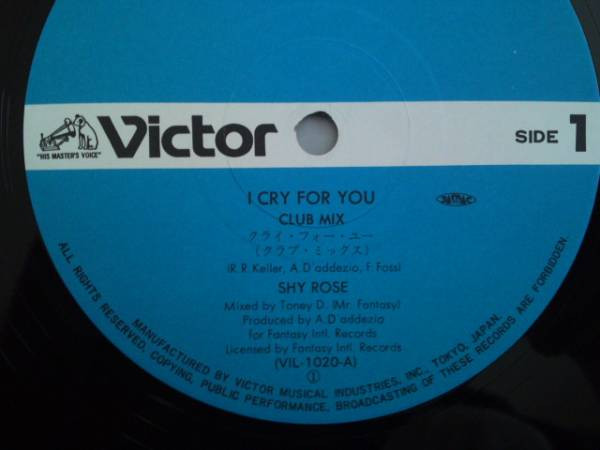 "HIS MASTER'S VOICE"
Victor
SIDE 1
I CRY FOR YOU
CLUB MIX
クライ・フォー・ユー
(クラブ・ミックス)
(R. R. Keller, A. D'addezio, F. Foss)
SHY ROSE
Mixed by Toney D. (Mr. Fantasy)
Produced by A. D'addezio
for Fantasy Intl. Records
Licensed by Fantasy Intl. Records
(VIL-1020-A)
①
MANUFACTURED BY VICTOR MUSICAL INDUSTRIES, INC., TOKYO, JAPAN.
ALL RIGHTS RESERVED, COPYING, PUBLIC PERFORMANCE, BROADCASTING OF THESE RECORDS ARE FORBIDDEN.